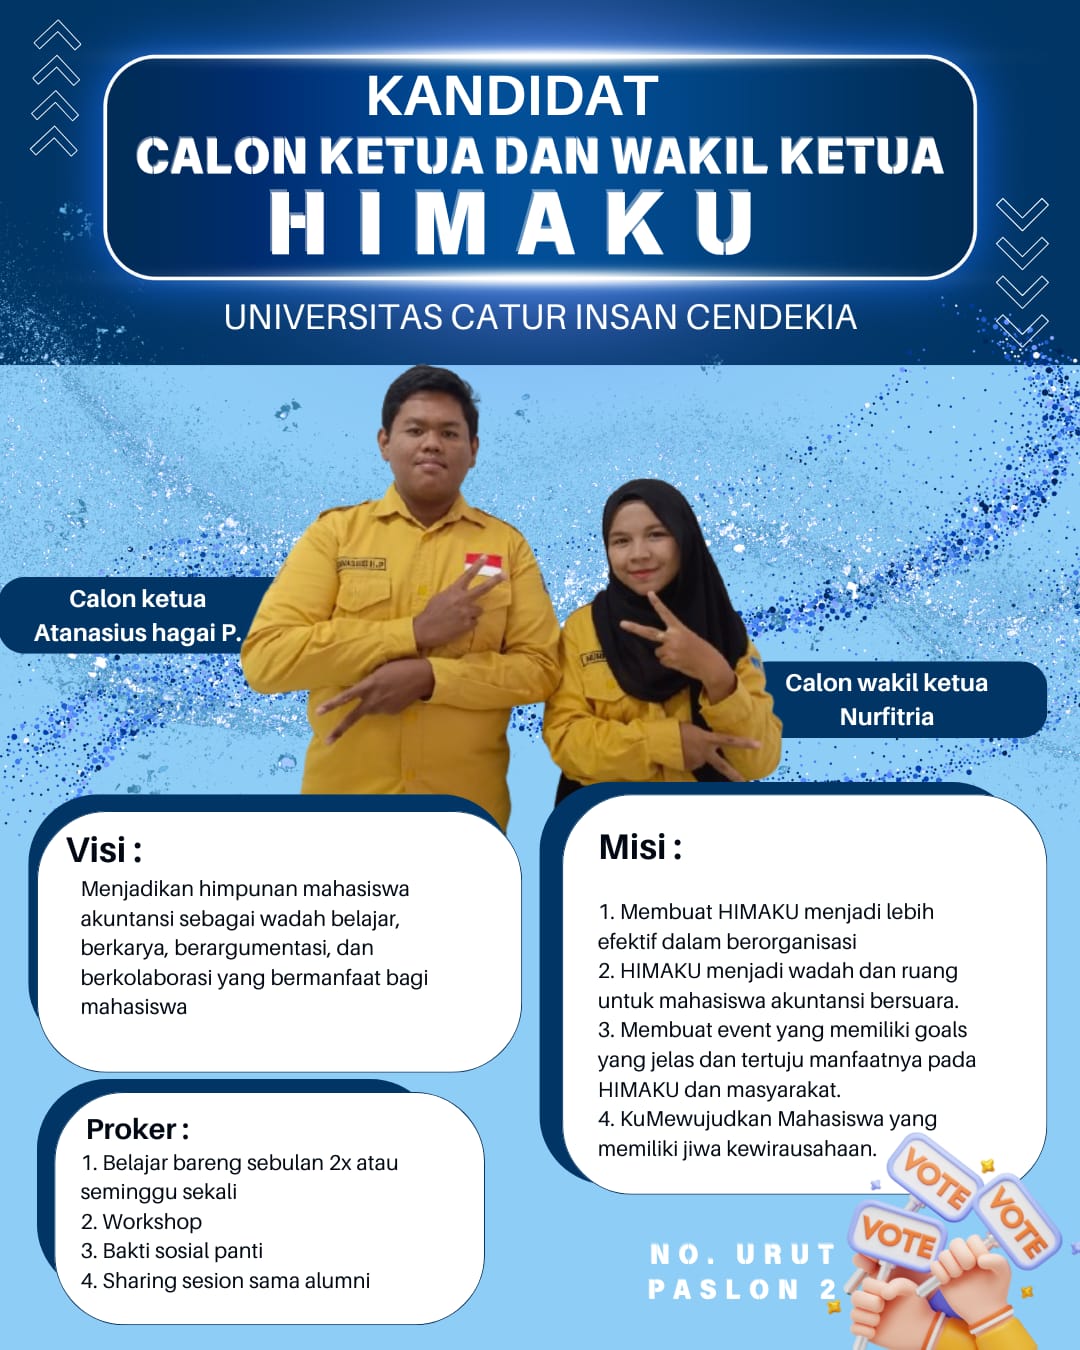 KANDIDAT
CALON KETUA DAN WAKIL KETUA
HIMAKU
UNIVERSITAS CATUR INSAN CENDEKIA
Calon ketua
Atanasius hagai P.
Calon wakil ketua
Nurfitria
Visi :
Menjadikan himpunan mahasiswa
akuntansi sebagai wadah belajar,
berkarya, berargumentasi, dan
berkolaborasi yang bermanfaat bagi
mahasiswa
Misi :
1. Membuat HIMAKU menjadi lebih
efektif dalam berorganisasi
2. HIMAKU menjadi wadah dan ruang
untuk mahasiswa akuntansi bersuara.
3. Membuat event yang memiliki goals
yang jelas dan tertuju manfaatnya pada
HIMAKU dan masyarakat.
4. KuMewujudkan Mahasiswa yang
memiliki jiwa kewirausahaan.
Proker :
1. Belajar bareng sebulan 2x atau
seminggu sekali
2. Workshop
3. Bakti sosial panti
4. Sharing sesion sama alumni
NO. URUT
PASLON 2
VOTE
VOTE
VOTE